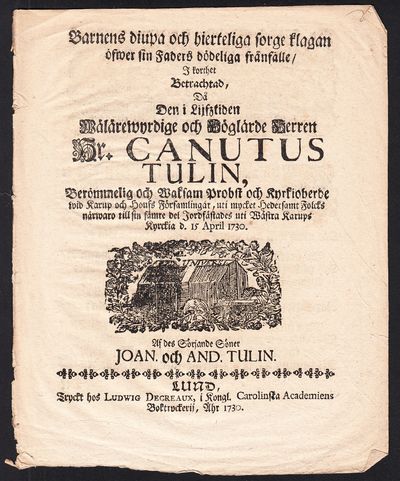 Barnens diupa och hierteliga sorge klagan
öfwer sin Faders dödeliga frånfälle/
J korthet
Betrachtad,
Då
Den i Lijfztiden
Wälärewyrdige och Höglärde Herren
Hr. CANUTUS
TULIN,
Berömmelig och Waksam Probst och Kyrkioherde
wid Karup och Houfs Församlingar, uti mycket Hedersamt Folcks
närwaro till sin sämre del Jordfästades uti Wästra Karups
Kyrckia d. 15 April 1730.
Af des Sörjande Söner
JOAN. och AND. TULIN.
LUND,
Tryckt hos LUDWIG DECREAUX, i Kongl. Carolinska Academiens
Boktryckerij, Åhr 1730.